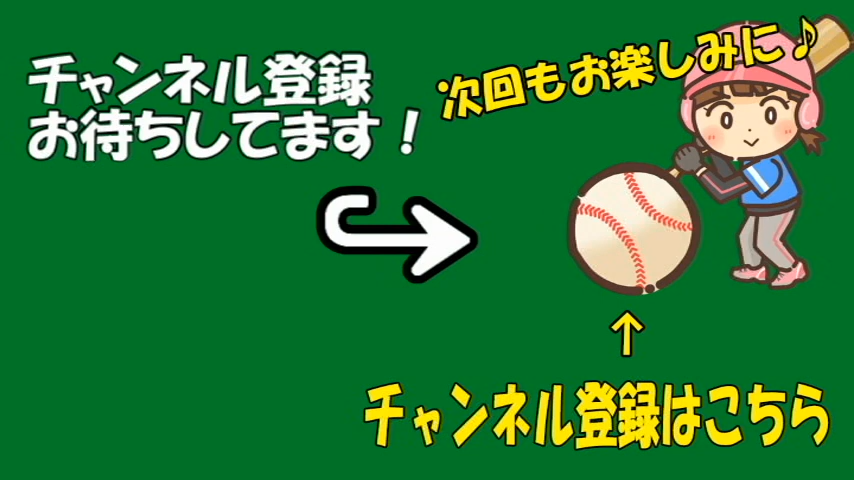 チャンネル登録
お待ちしてます！
次回もお楽しみに♪
↑
チャンネル登録はこちら